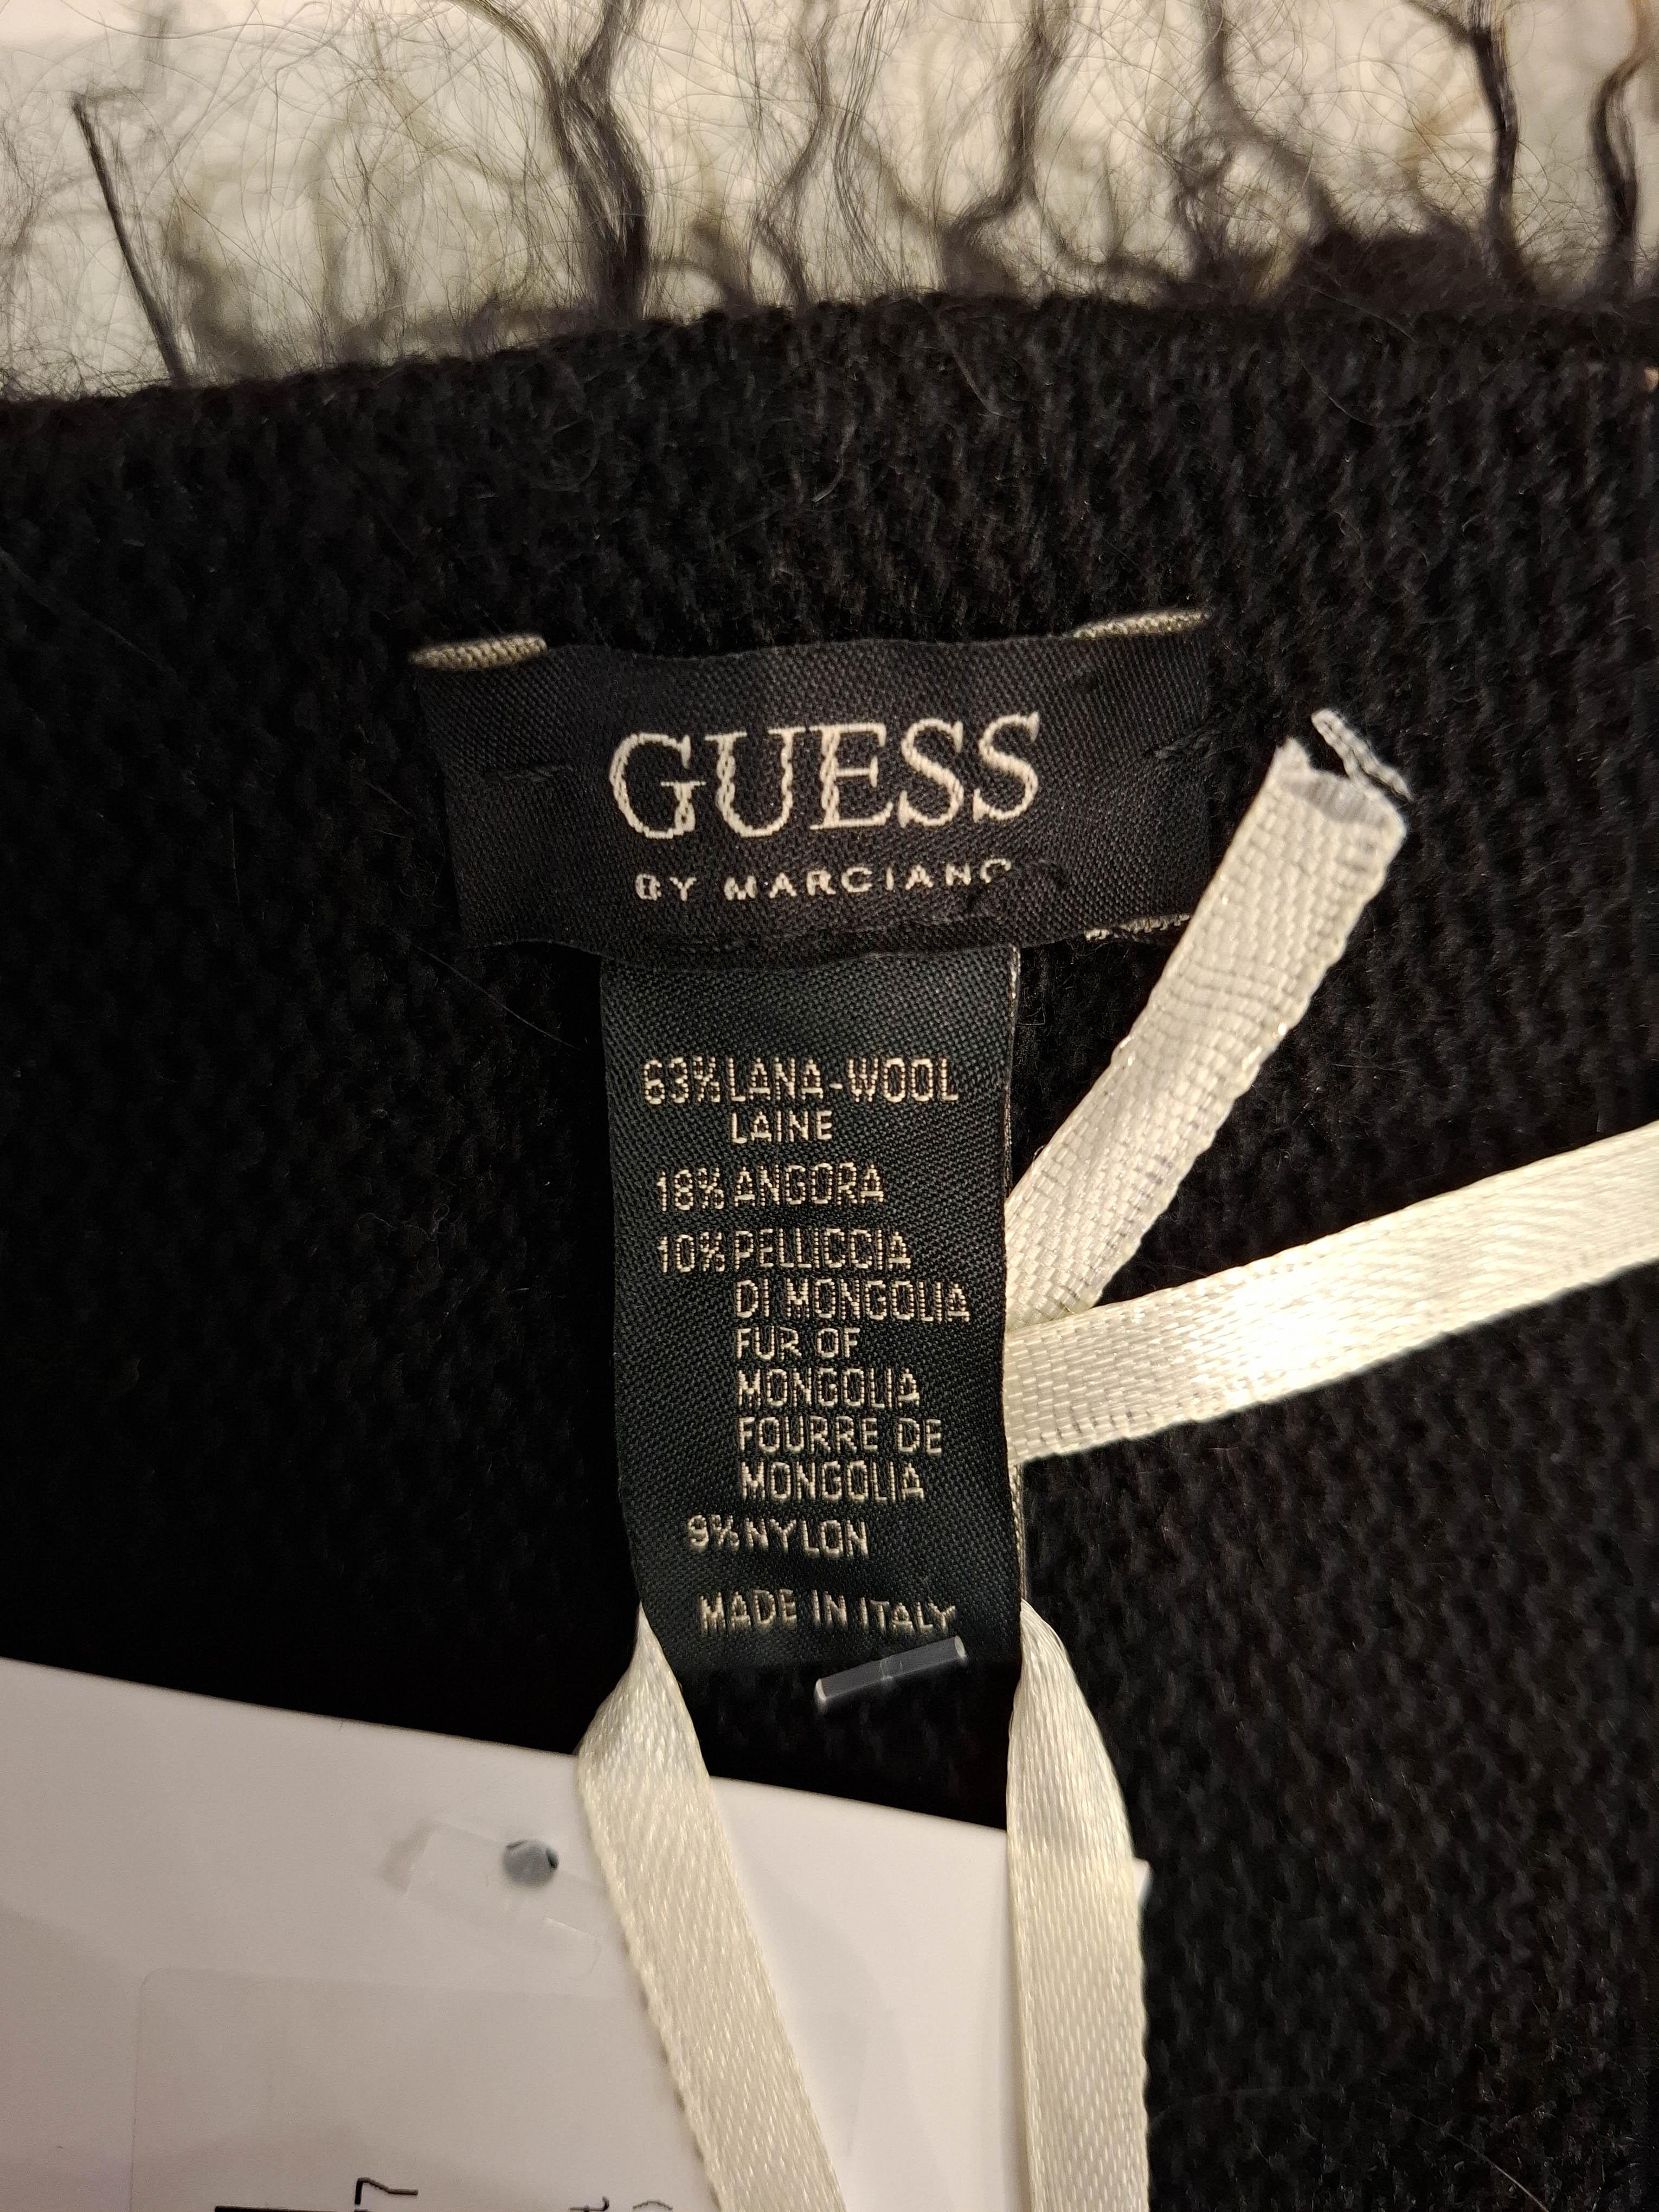 GUESS
BY MARCIANO
63% LANA-WOOL
LAINE
18% ANGORA
10% PELLICCIA
DI MONGOLIA
FUR OF
MONGOLIA
FOURRE DE
MONGOLIA
9% NYLON
MADE IN ITALY